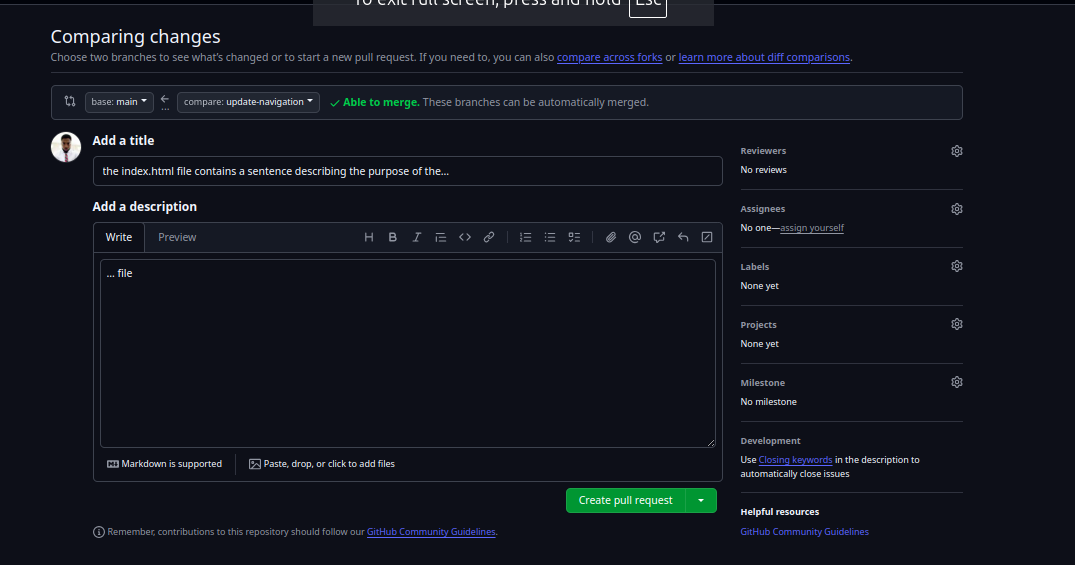 To exit full screen, press and hold Esc
Comparing changes
Choose two branches to see what's changed or to start a new pull request. If you need to, you can also compare across forks or learn more about diff comparisons.
base: main compare: update-navigation Able to merge. These branches can be automatically merged.
Add a title
the index.html file contains a sentence describing the purpose of the...
Add a description
Write Preview
... file
Markdown is supported Paste, drop, or click to add files
Create pull request
Remember, contributions to this repository should follow our GitHub Community Guidelines.
Reviewers
No reviews
Assignees
No one—assign yourself
Labels
None yet
Projects
None yet
Milestone
No milestone
Development
Use Closing keywords in the description to
automatically close issues
Helpful resources
GitHub Community Guidelines